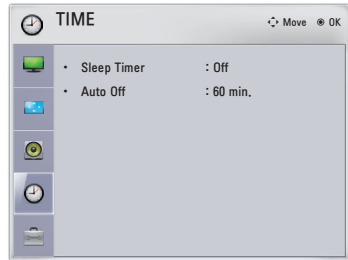 TIME
Move OK
• Sleep Timer : Off
• Auto Off : 60 min.